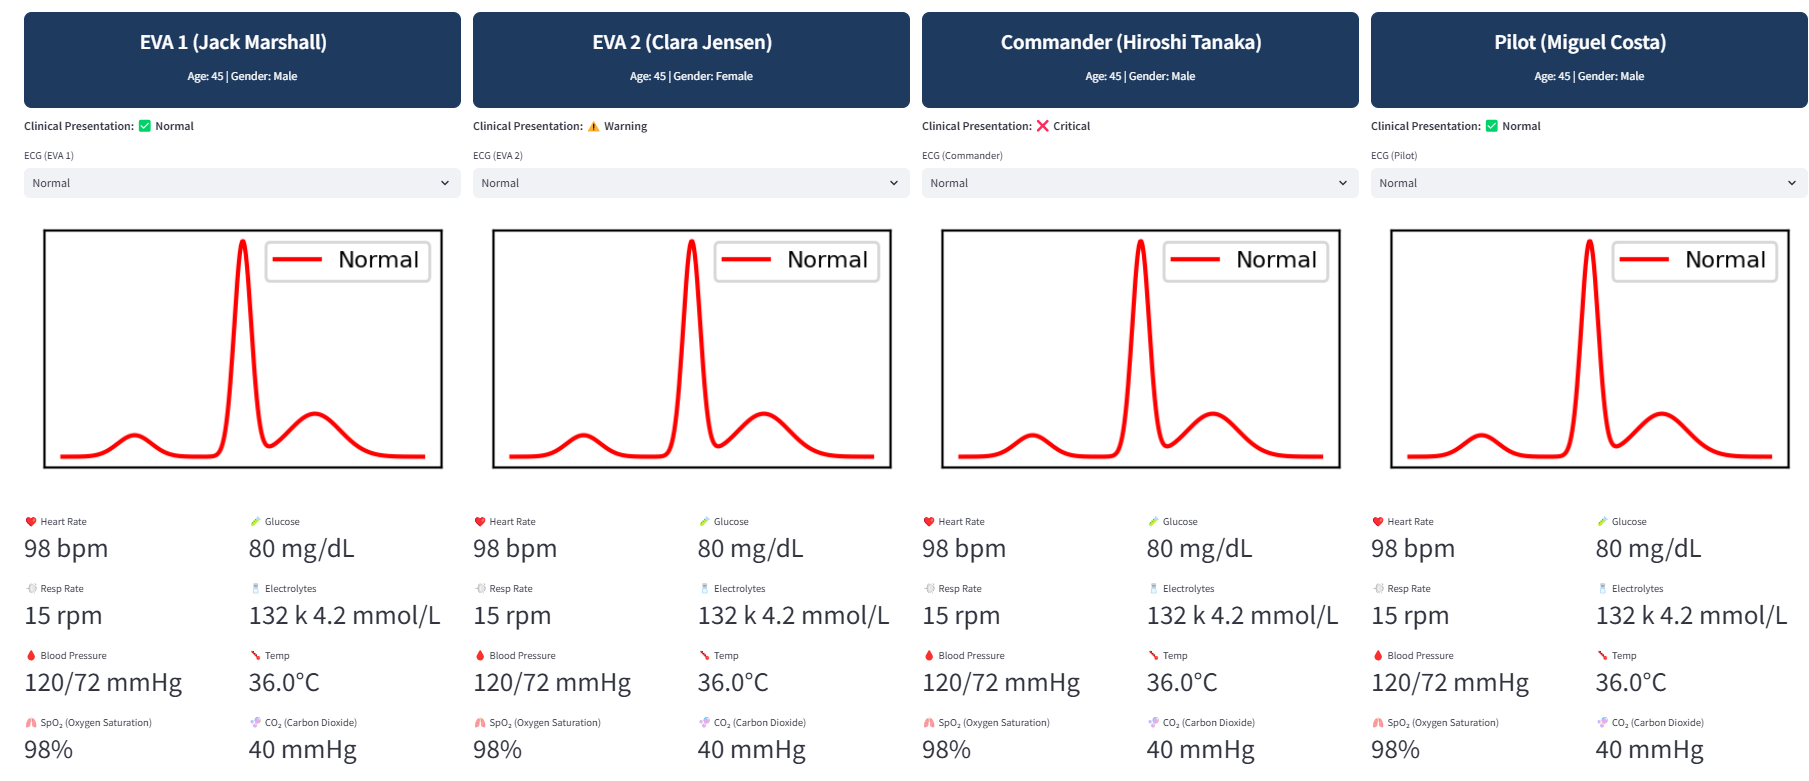 EVA 1 (Jack Marshall)
Age: 45 | Gender: Male
Clinical Presentation: ✅ Normal
ECG (EVA 1)
Normal
Normal
Heart Rate
98 bpm
Glucose
80 mg/dL
Resp Rate
15 rpm
Electrolytes
132 k 4.2 mmol/L
Blood Pressure
120/72 mmHg
Temp
36.0°C
SpO₂ (Oxygen Saturation)
98%
CO₂ (Carbon Dioxide)
40 mmHg
EVA 2 (Clara Jensen)
Age: 45 | Gender: Female
Clinical Presentation: ⚠️ Warning
ECG (EVA 2)
Normal
Normal
Heart Rate
98 bpm
Glucose
80 mg/dL
Resp Rate
15 rpm
Electrolytes
132 k 4.2 mmol/L
Blood Pressure
120/72 mmHg
Temp
36.0°C
SpO₂ (Oxygen Saturation)
98%
CO₂ (Carbon Dioxide)
40 mmHg
Commander (Hiroshi Tanaka)
Age: 45 | Gender: Male
Clinical Presentation: ❌ Critical
ECG (Commander)
Normal
Normal
Heart Rate
98 bpm
Glucose
80 mg/dL
Resp Rate
15 rpm
Electrolytes
132 k 4.2 mmol/L
Blood Pressure
120/72 mmHg
Temp
36.0°C
SpO₂ (Oxygen Saturation)
98%
CO₂ (Carbon Dioxide)
40 mmHg
Pilot (Miguel Costa)
Age: 45 | Gender: Male
Clinical Presentation: ✅ Normal
ECG (Pilot)
Normal
Normal
Heart Rate
98 bpm
Glucose
80 mg/dL
Resp Rate
15 rpm
Electrolytes
132 k 4.2 mmol/L
Blood Pressure
120/72 mmHg
Temp
36.0°C
SpO₂ (Oxygen Saturation)
98%
CO₂ (Carbon Dioxide)
40 mmHg